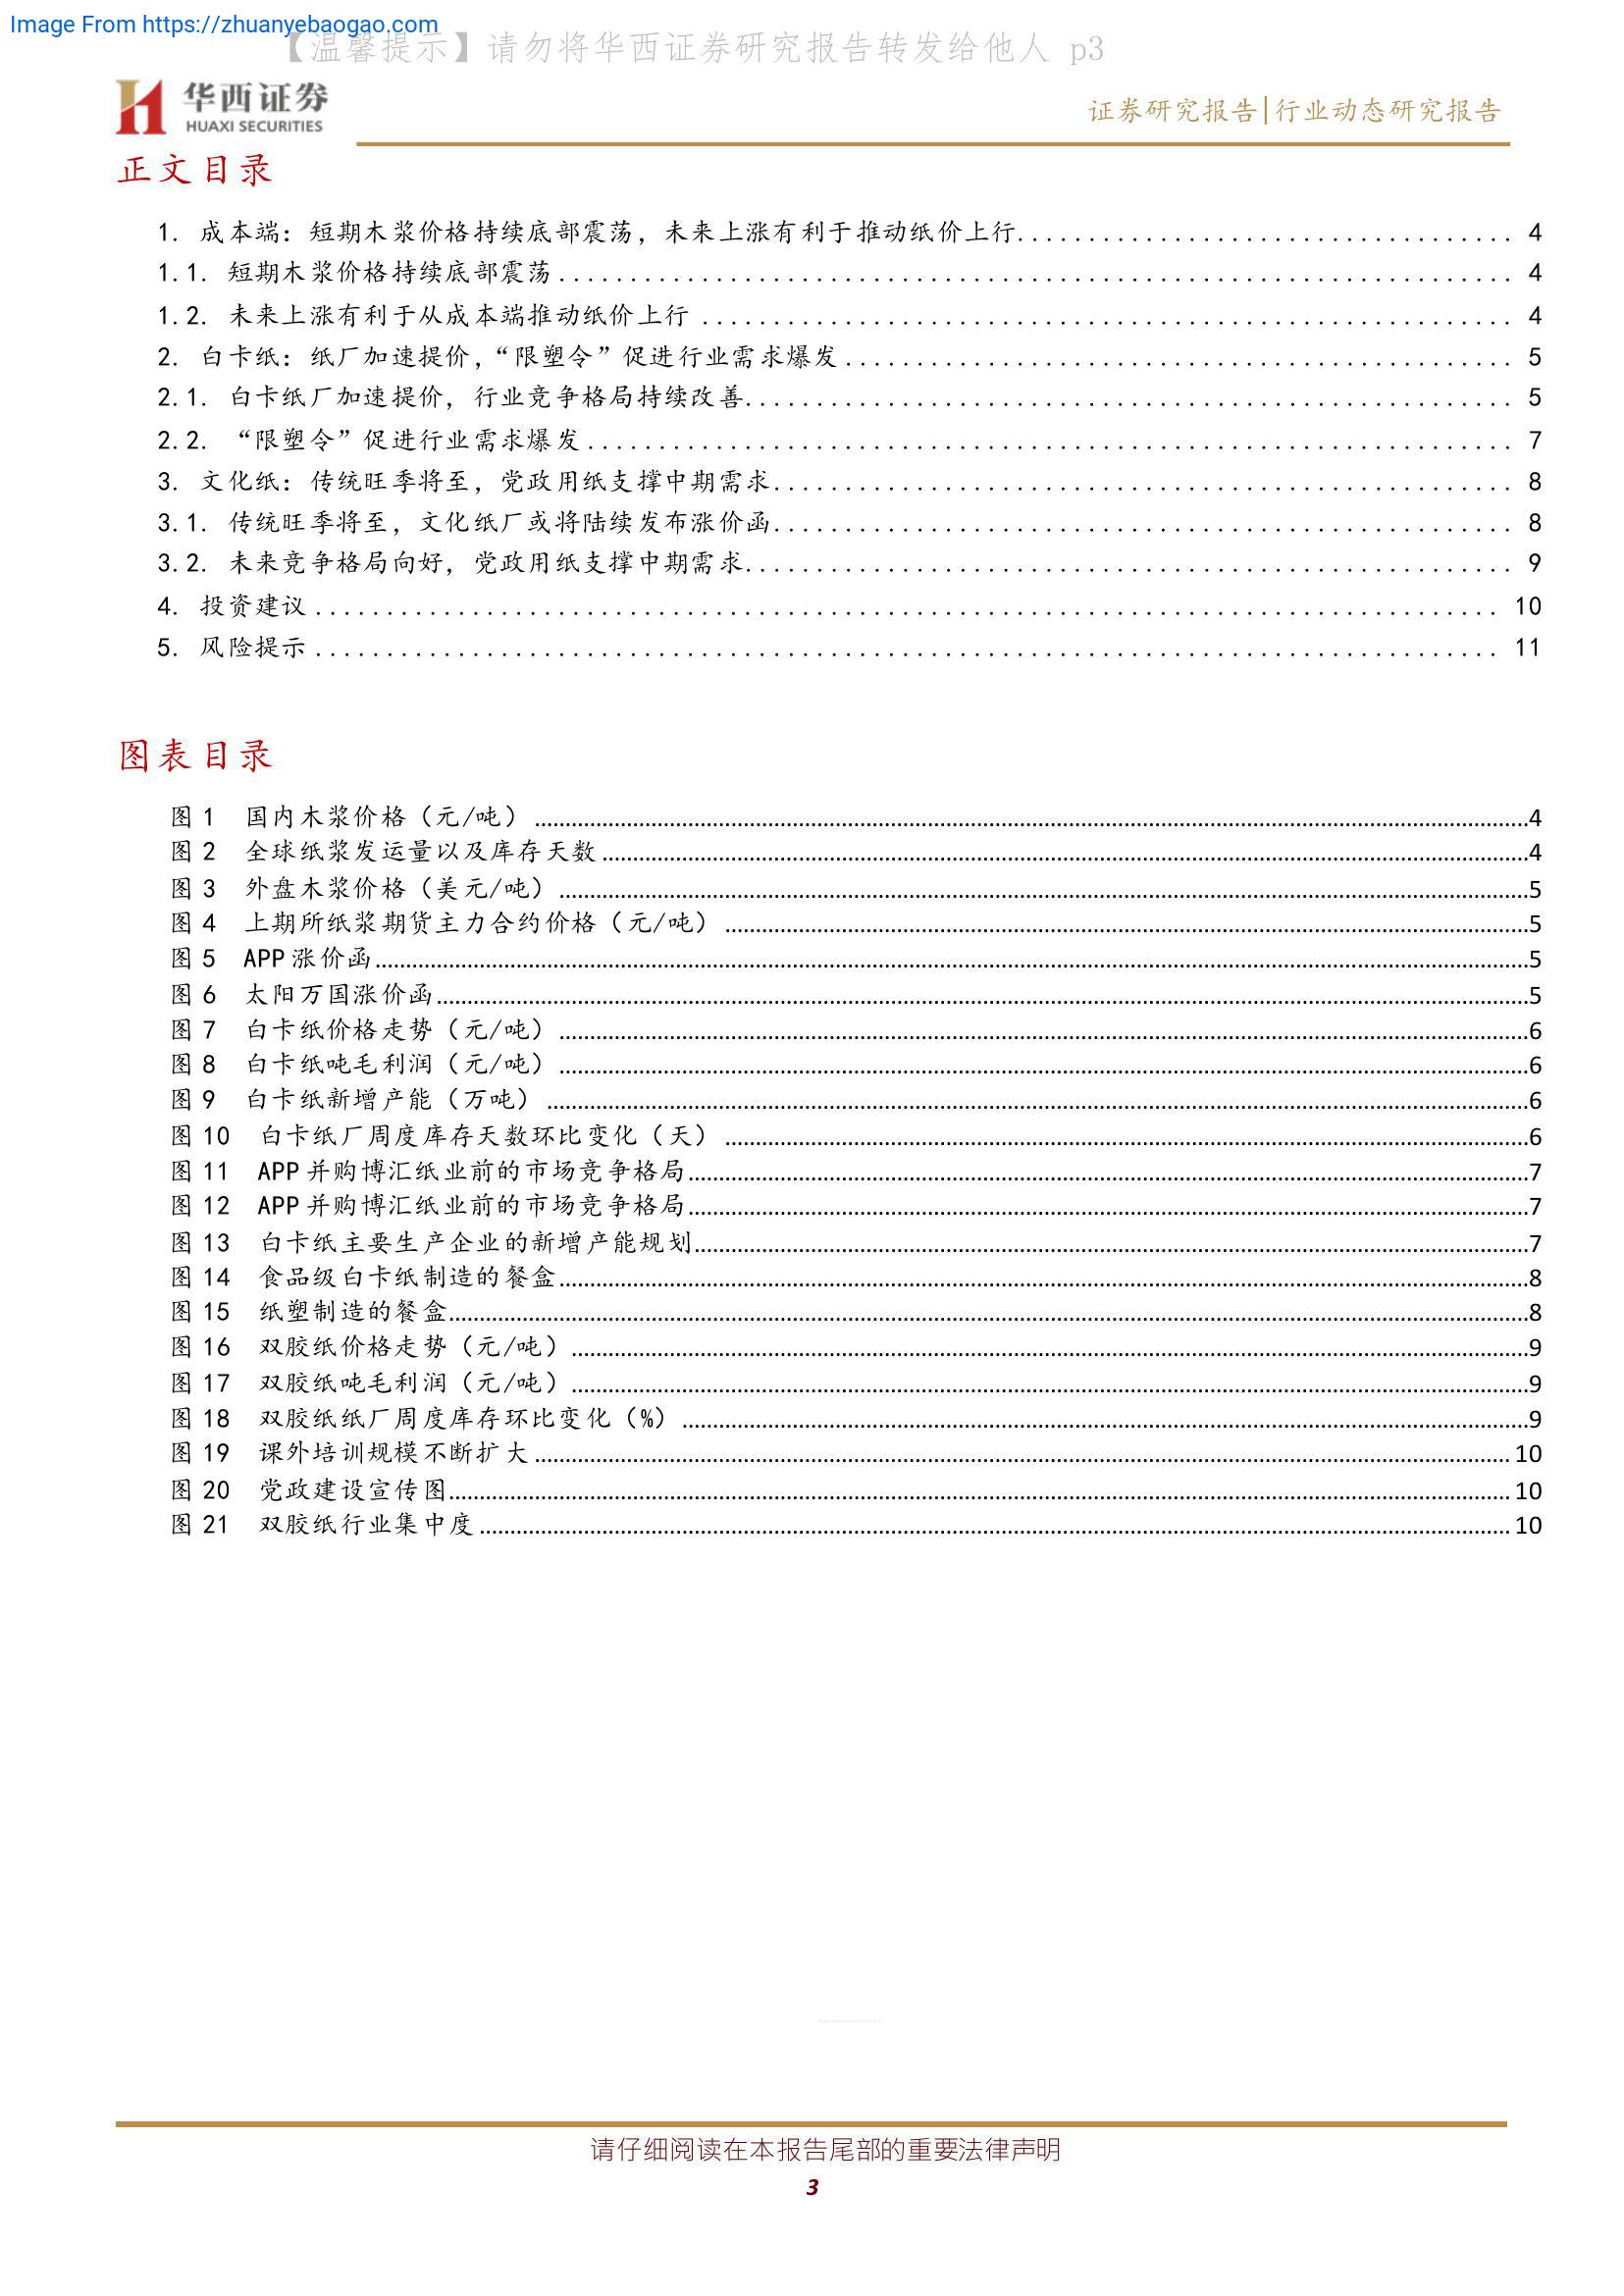 Image From https://zhuanyebaogao.com
【温馨提示】请勿将华西证券研究报告转发给他人 p3
华西证券
HUAXI SECURITIES
证券研究报告|行业动态研究报告
正文目录
1. 成本端：短期木浆价格持续底部震荡，未来上涨有利于推动纸价上行 4
1.1. 短期木浆价格持续底部震荡 4
1.2. 未来上涨有利于从成本端推动纸价上行 4
2. 白卡纸：纸厂加速提价，“限塑令”促进行业需求爆发 5
2.1. 白卡纸厂加速提价，行业竞争格局持续改善 5
2.2. “限塑令”促进行业需求爆发 7
3. 文化纸：传统旺季将至，党政用纸支撑中期需求 8
3.1. 传统旺季将至，文化纸厂或将陆续发布涨价函 8
3.2. 未来竞争格局向好，党政用纸支撑中期需求 9
4. 投资建议 10
5. 风险提示 11
图表目录
图 1 国内木浆价格（元/吨） 4
图 2 全球纸浆发运量以及库存天数 4
图 3 外盘木浆价格（美元/吨） 5
图 4 上期所纸浆期货主力合约价格（元/吨） 5
图 5 APP 涨价函 5
图 6 太阳万国涨价函 5
图 7 白卡纸价格走势（元/吨） 6
图 8 白卡纸吨毛利润（元/吨） 6
图 9 白卡纸新增产能（万吨） 6
图 10 白卡纸厂周度库存天数环比变化（天） 6
图 11 APP 并购博汇纸业前的市场竞争格局 7
图 12 APP 并购博汇纸业前的市场竞争格局 7
图 13 白卡纸主要生产企业的新增产能规划 7
图 14 食品级白卡纸制造的餐盒 8
图 15 纸塑制造的餐盒 8
图 16 双胶纸价格走势（元/吨） 9
图 17 双胶纸吨毛利润（元/吨） 9
图 18 双胶纸纸厂周度库存环比变化（%） 9
图 19 课外培训规模不断扩大 10
图 20 党政建设宣传图 10
图 21 双胶纸行业集中度 10
请仔细阅读在本报告尾部的重要法律声明
3